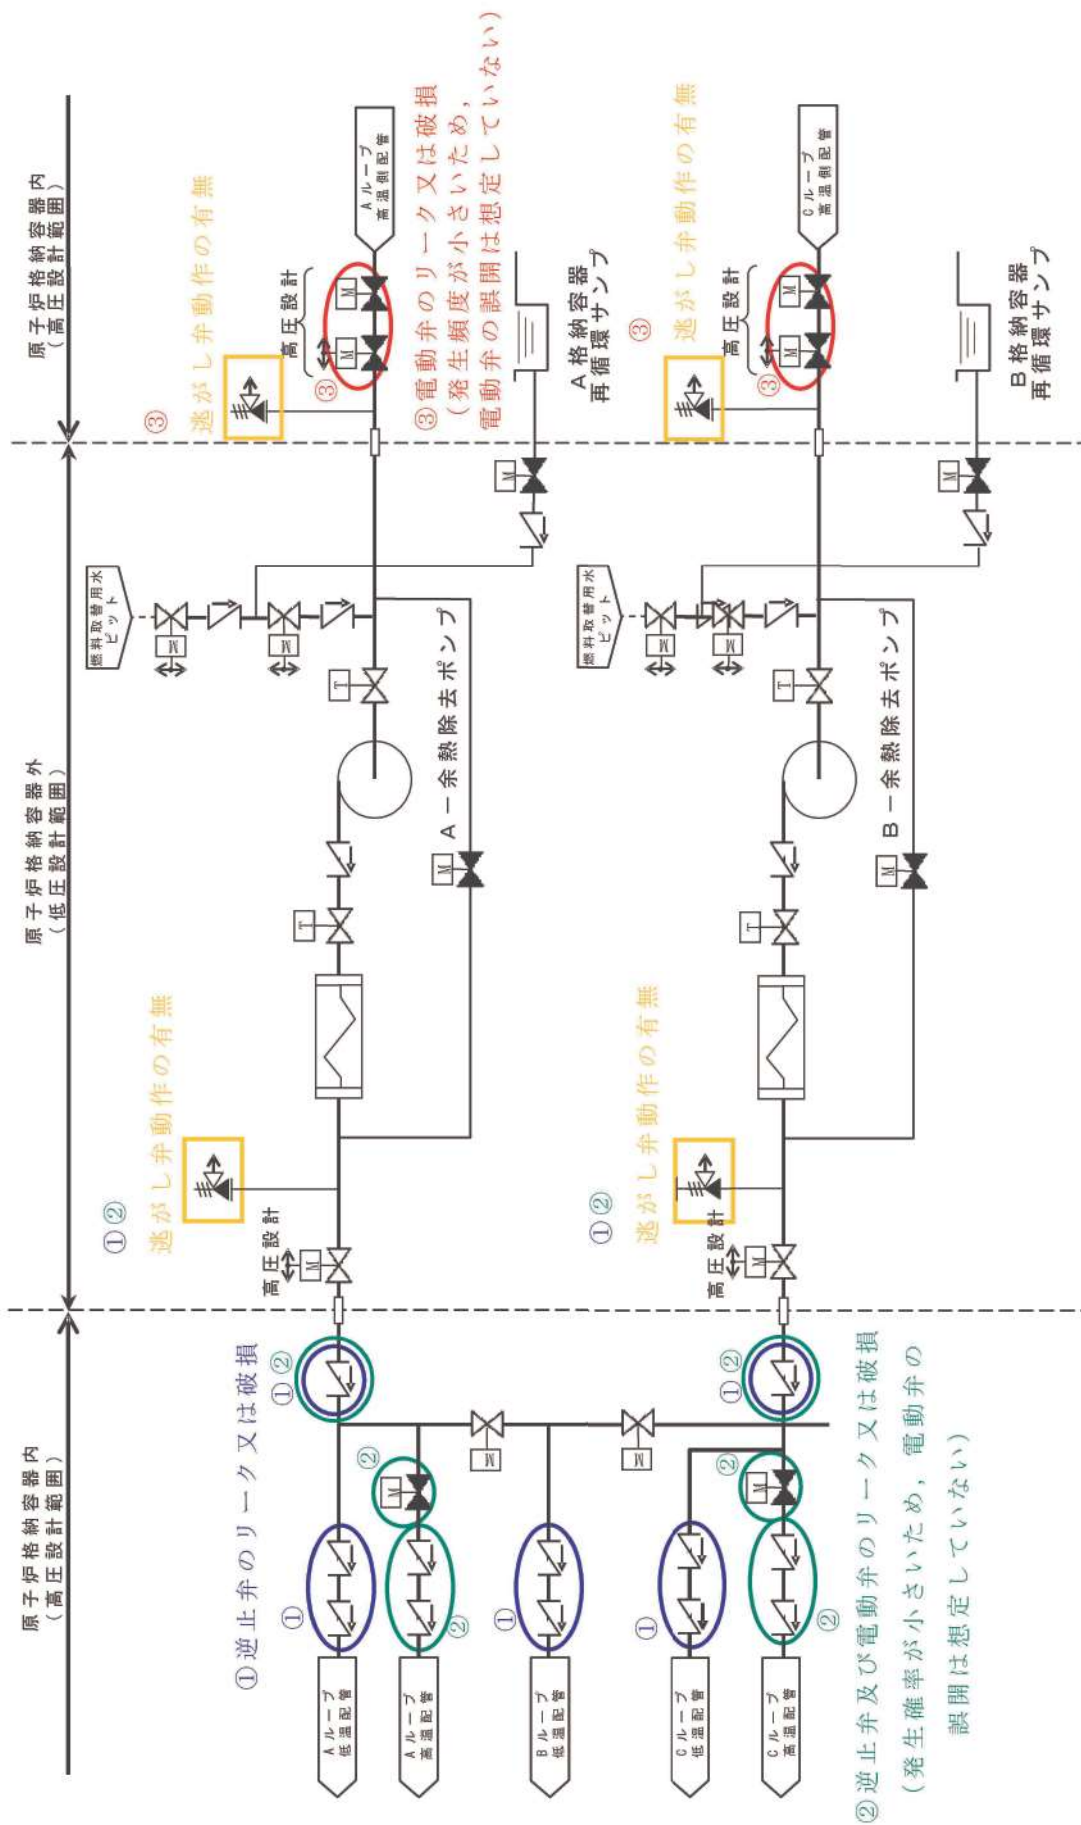 原子炉格納容器内
(高圧設計範囲)
原子炉格納容器外
(低圧設計範囲)
原子炉格納容器内
(高圧設計範囲)
①②
逃がし弁動作の有無
③
逃がし弁動作の有無
燃料取替用水
ピット
M
M
高圧設計
M
T
T
高圧設計
M
M
③
Aループ
高温側配管
①逆止弁のリーク又は破損
①②
①
Aループ
低温配管
②
M
②
Aループ
高温配管
M
A-余熱除去ポンプ
M
M
A格納容器
再循環サンプ
③電動弁のリーク又は破損
(発生頻度が小さいため,
電動弁の誤開は想定していない)
①
Bループ
低温配管
M
①②
逃がし弁動作の有無
③
逃がし弁動作の有無
燃料取替用水
ピット
M
M
高圧設計
M
T
T
高圧設計
M
M
③
Cループ
高温側配管
①
Cループ
低温配管
①②
②
M
②
Cループ
高温配管
M
B-余熱除去ポンプ
M
B格納容器
再循環サンプ
②逆止弁及び電動弁のリーク又は破損
(発生確率が小さいため, 電動弁の
誤開は想定していない)